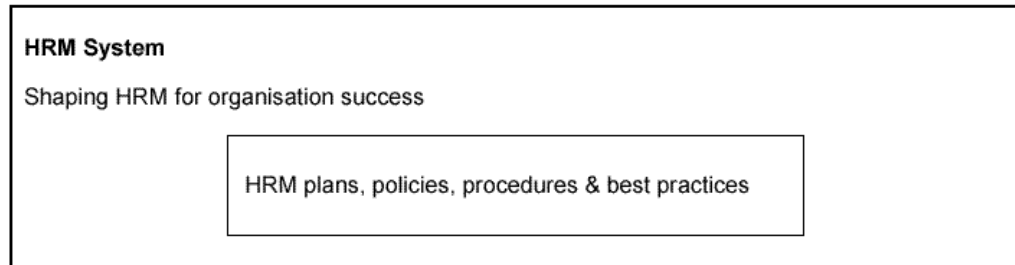 HRM System
Shaping HRM for organisation success
HRM plans, policies, procedures & best practices